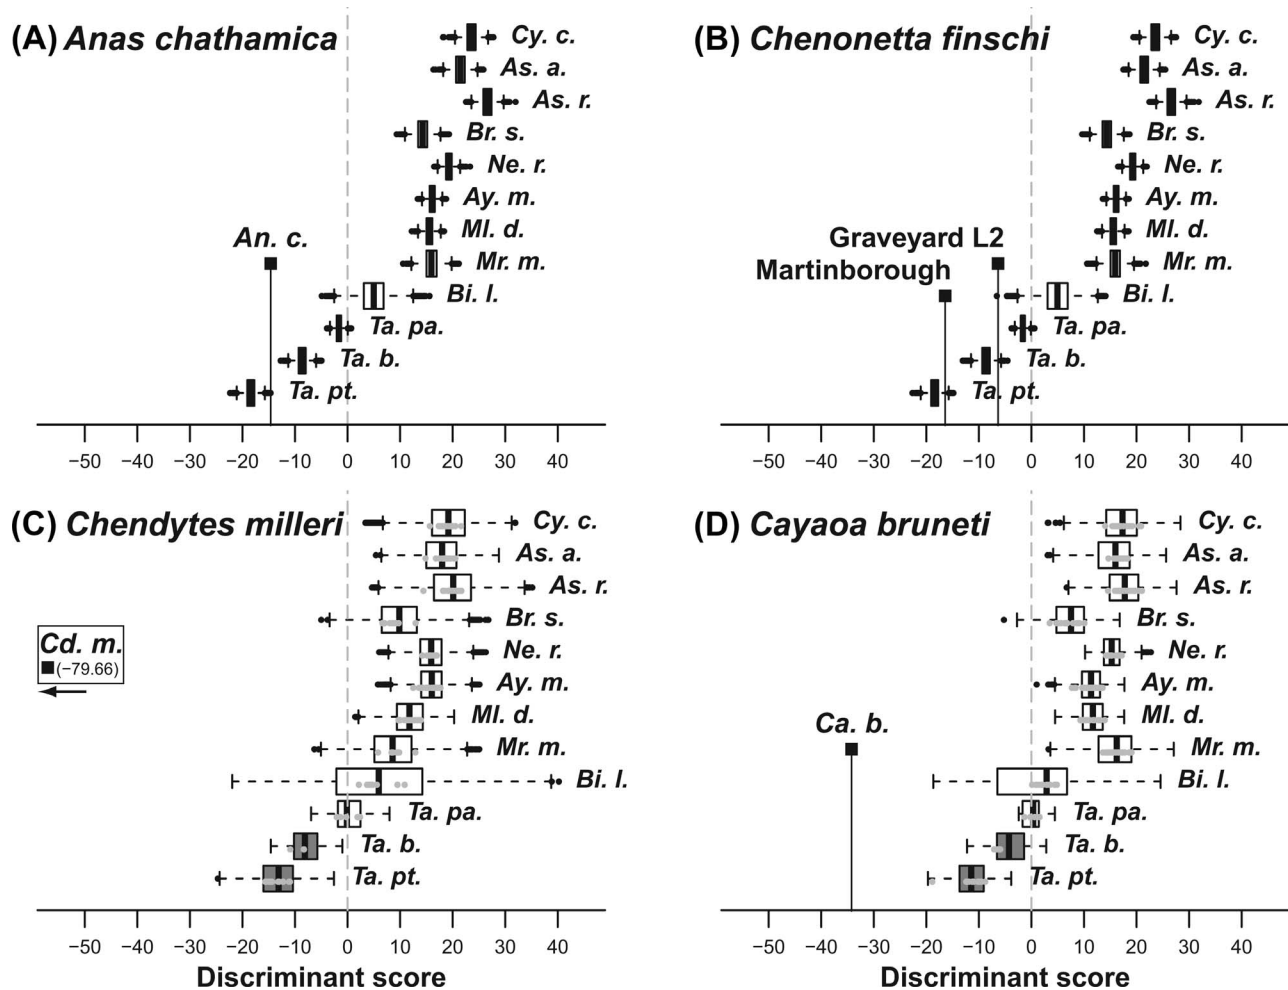 (A) Anas chathamica
Cy. c.
As. a.
As. r.
Br. s.
Ne. r.
Ay. m.
Ml. d.
An. c.
Mr. m.
Bi. l.
Ta. pa.
Ta. b.
Ta. pt.
−50 −40 −30 −20 −10 0 10 20 30 40
(B) Chenonetta finschi
Cy. c.
As. a.
As. r.
Br. s.
Ne. r.
Ay. m.
Ml. d.
Graveyard L2
Mr. m.
Martinborough
Bi. l.
Ta. pa.
Ta. b.
Ta. pt.
−50 −40 −30 −20 −10 0 10 20 30 40
(C) Chendytes milleri
Cy. c.
As. a.
As. r.
Br. s.
Cd. m.
(−79.66)
Ne. r.
Ay. m.
Ml. d.
Mr. m.
Bi. l.
Ta. pa.
Ta. b.
Ta. pt.
−50 −40 −30 −20 −10 0 10 20 30 40
Discriminant score
(D) Cayaoa bruneti
Cy. c.
As. a.
As. r.
Br. s.
Ne. r.
Ay. m.
Ml. d.
Ca. b.
Mr. m.
Bi. l.
Ta. pa.
Ta. b.
Ta. pt.
−50 −40 −30 −20 −10 0 10 20 30 40
Discriminant score